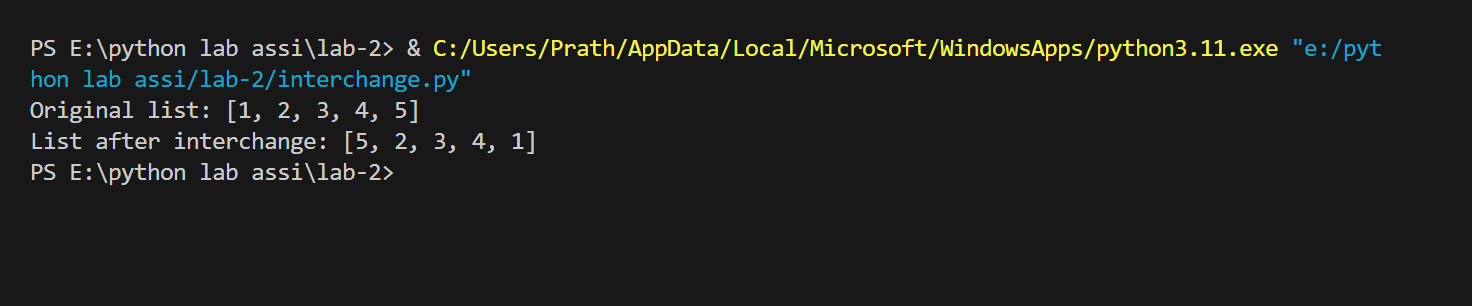 PS E:\python lab assi\lab-2> & C:/Users/Prath/AppData/Local/Microsoft/WindowsApps/python3.11.exe "e:/pyt
hon lab assi/lab-2/interchange.py"
Original list: [1, 2, 3, 4, 5]
List after interchange: [5, 2, 3, 4, 1]
PS E:\python lab assi\lab-2>